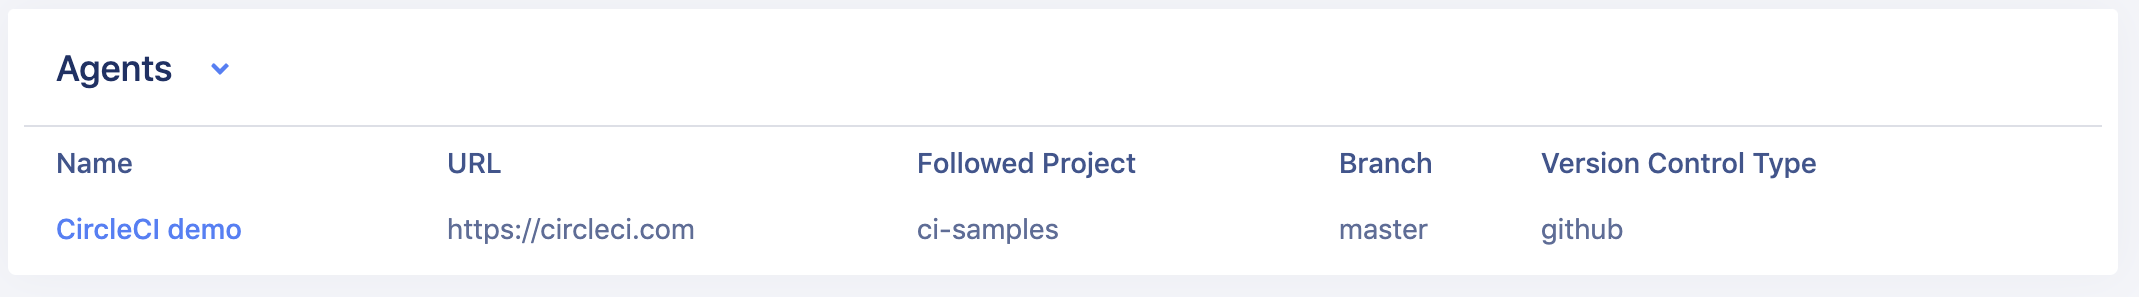 Agents
Name URL Followed Project Branch Version Control Type
CircleCI demo https://circleci.com ci-samples master github